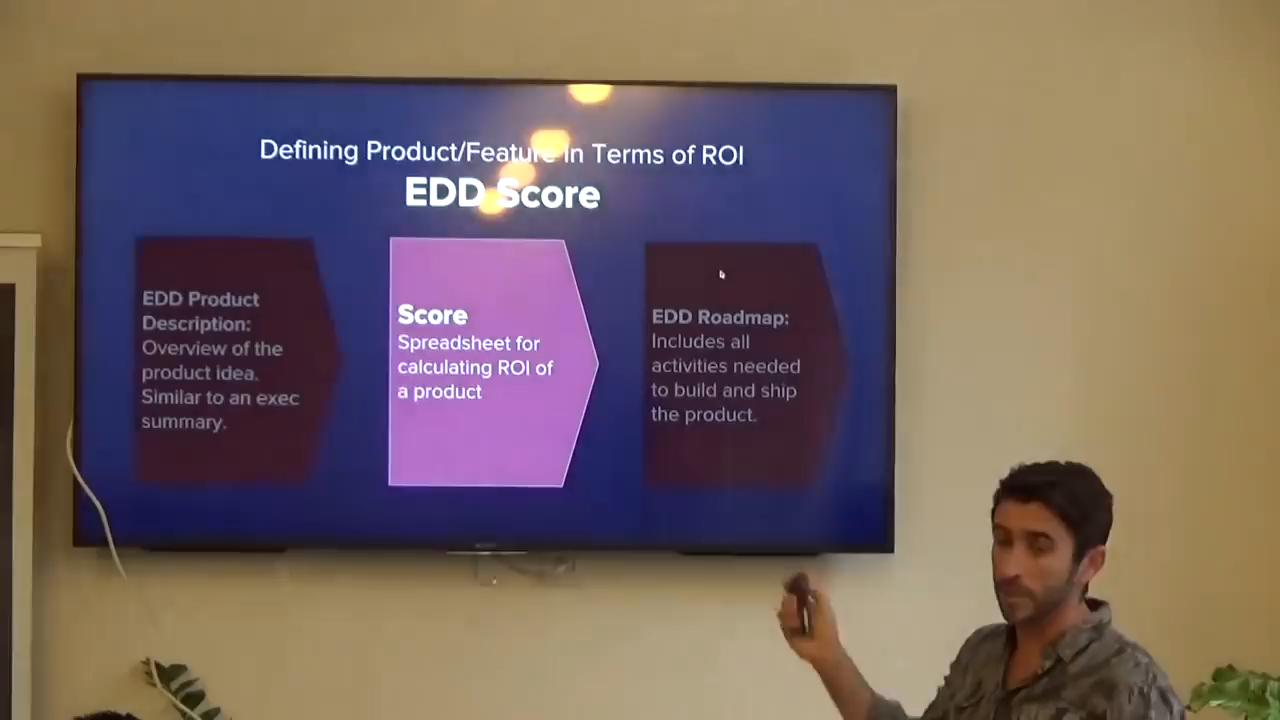 Defining Product/Feature in Terms of ROI
EDD Score
EDD Product
Description:
Overview of the
product idea.
Similar to an exec
summary.
Score
Spreadsheet for
calculating ROI of
a product
EDD Roadmap:
Includes all
activities needed
to build and ship
the product.